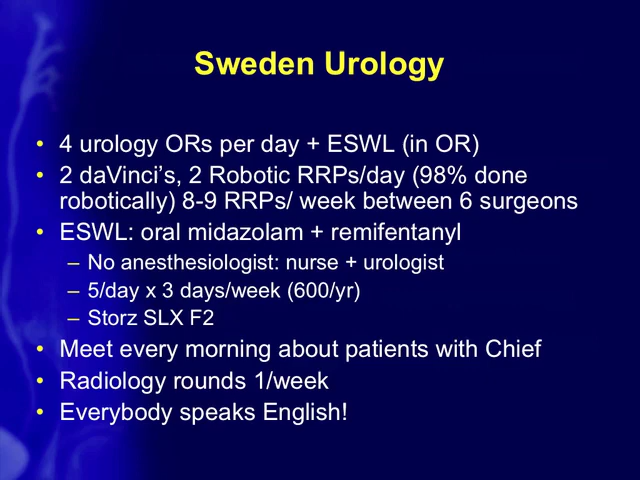 Sweden Urology
• 4 urology ORs per day + ESWL (in OR)
• 2 daVinci's, 2 Robotic RRPs/day (98% done
robotically) 8-9 RRPs/ week between 6 surgeons
• ESWL: oral midazolam + remifentanyl
– No anesthesiologist: nurse + urologist
– 5/day x 3 days/week (600/yr)
– Storz SLX F2
• Meet every morning about patients with Chief
• Radiology rounds 1/week
• Everybody speaks English!